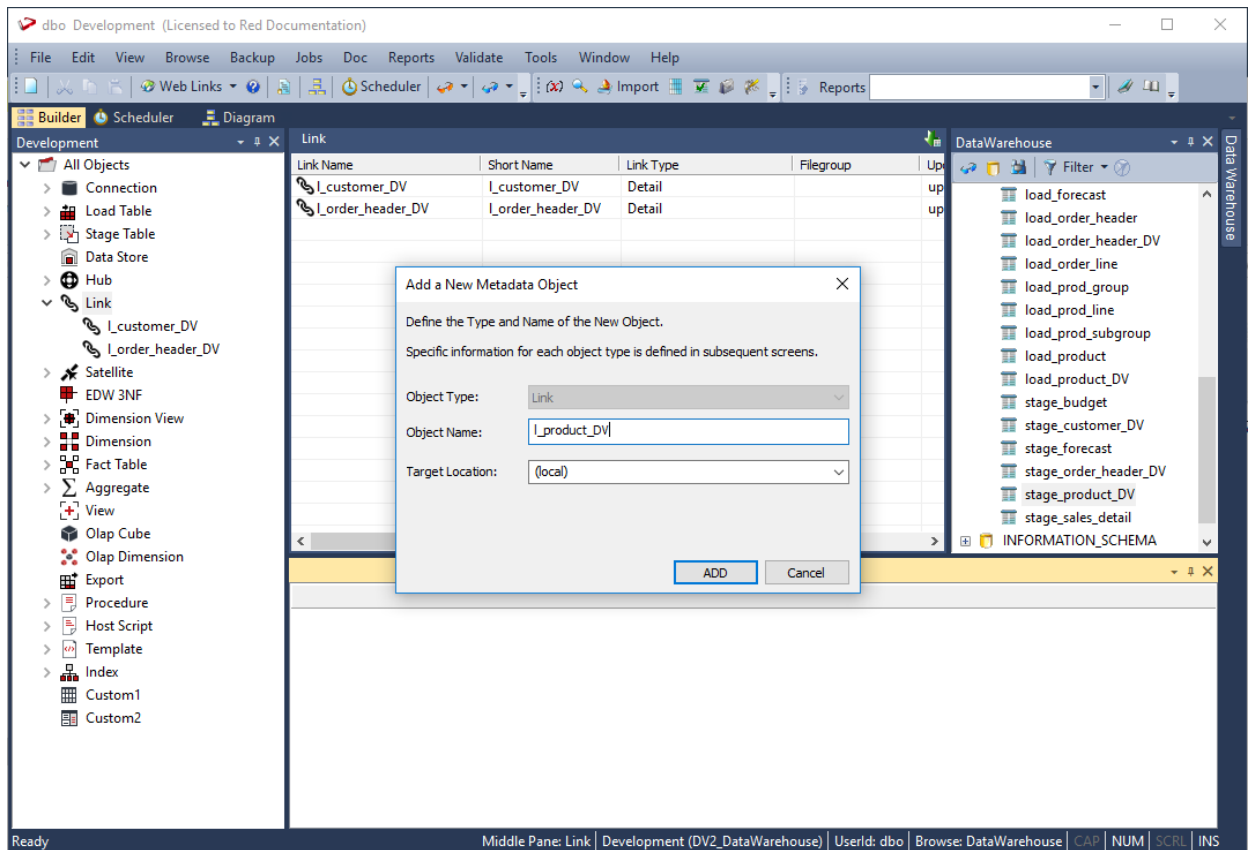 dbo Development (Licensed to Red Documentation)
File Edit View Browse Backup Jobs Doc Reports Validate Tools Window Help
Web Links Scheduler (x) Import Reports
Builder Scheduler Diagram
Development
All Objects
Connection
Load Table
Stage Table
Data Store
Hub
Link
l_customer_DV
l_order_header_DV
Satellite
EDW 3NF
Dimension View
Dimension
Fact Table
Aggregate
View
Olap Cube
Olap Dimension
Export
Procedure
Host Script
Template
Index
Custom1
Custom2
Link
Link Name Short Name Link Type Filegroup Up
l_customer_DV l_customer_DV Detail up
l_order_header_DV l_order_header_DV Detail up
Add a New Metadata Object
Define the Type and Name of the New Object.
Specific information for each object type is defined in subsequent screens.
Object Type: Link
Object Name: l_product_DV
Target Location: (local)
ADD Cancel
DataWarehouse
Filter
load_forecast
load_order_header
load_order_header_DV
load_order_line
load_prod_group
load_prod_line
load_prod_subgroup
load_product
load_product_DV
stage_budget
stage_customer_DV
stage_forecast
stage_order_header_DV
stage_product_DV
stage_sales_detail
INFORMATION_SCHEMA
Data Warehouse
Ready Middle Pane: Link Development (DV2_DataWarehouse) UserId: dbo Browse: DataWarehouse CAP NUM SCRL INS